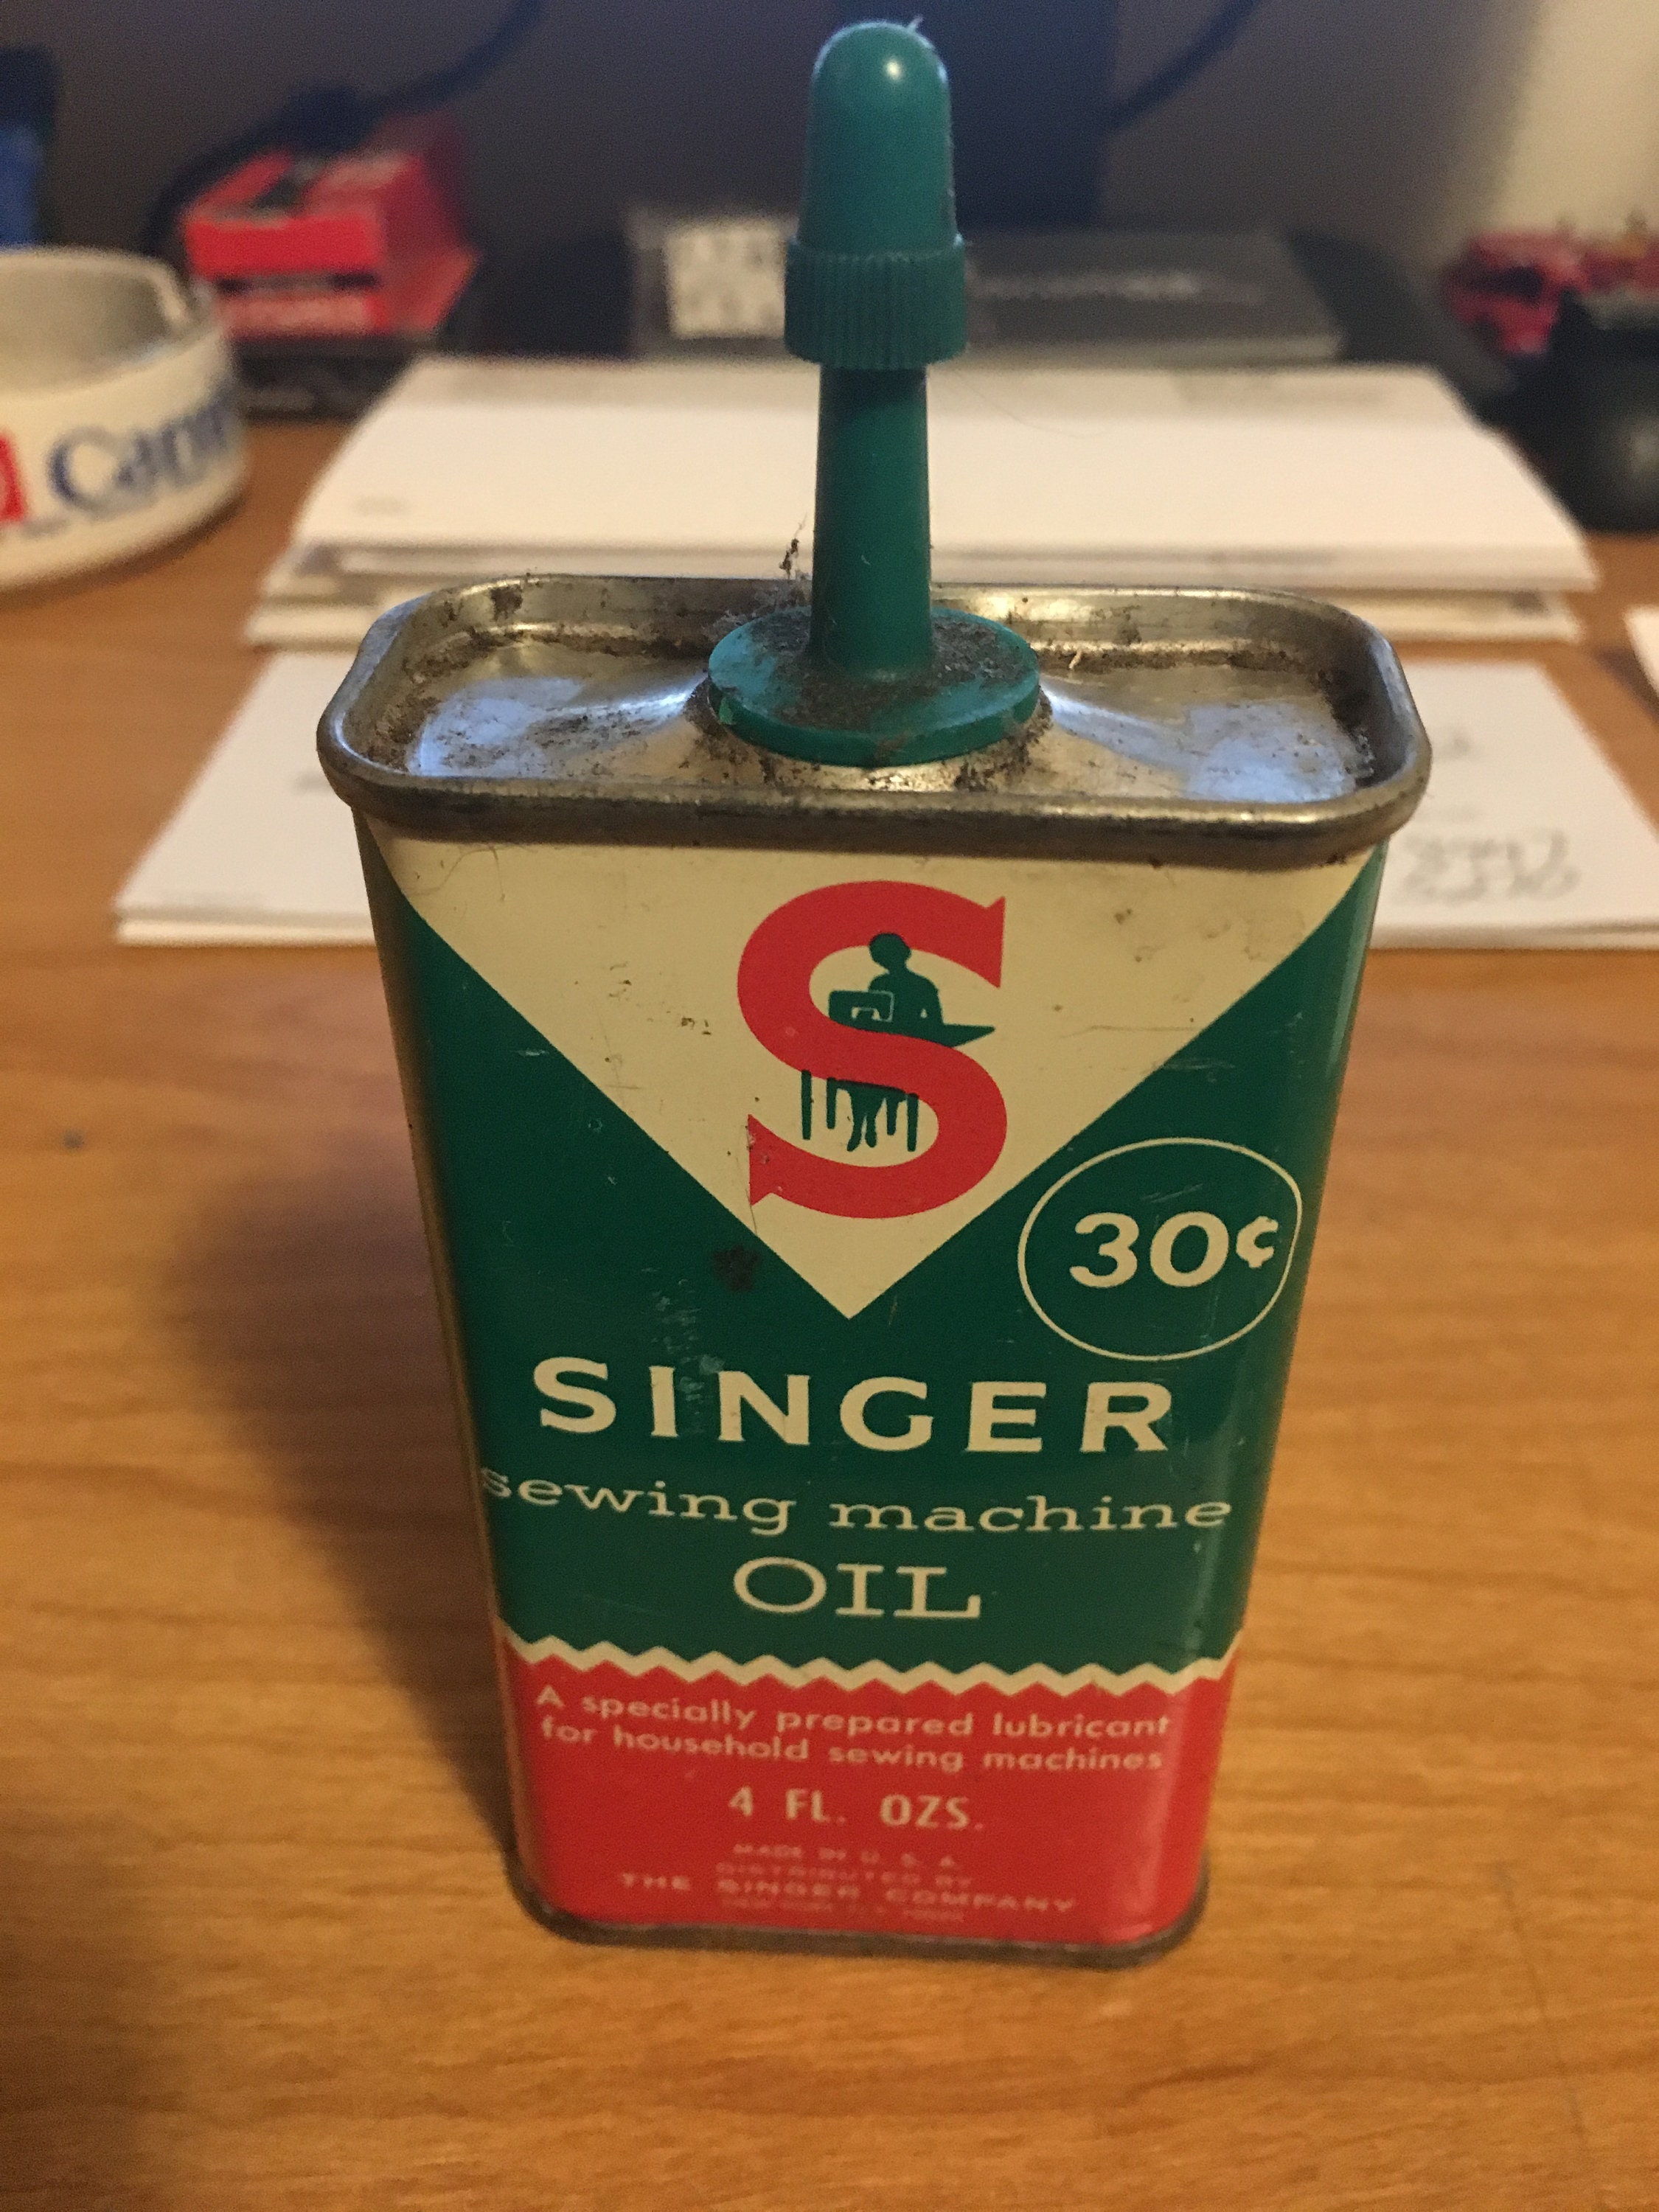 S
30¢
SINGER
sewing machine
OIL
A specially prepared lubricant
for household sewing machines
4 FL. OZS.
MADE IN U. S. A.
DISTRIBUTED BY
THE SINGER COMPANY